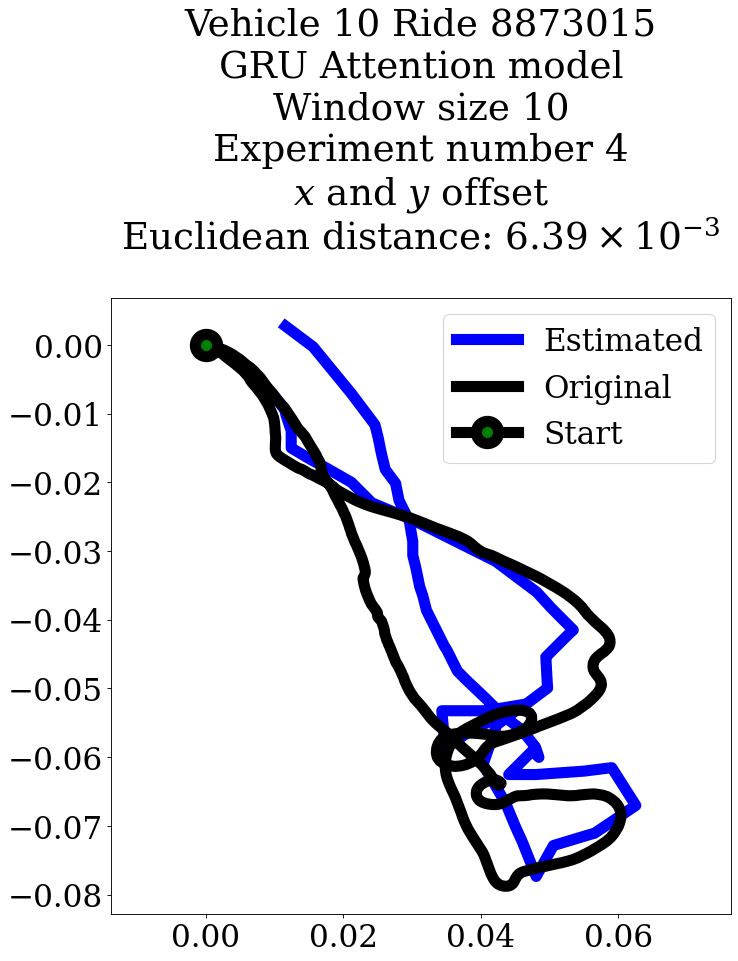 Vehicle 10 Ride 8873015
GRU Attention model
Window size 10
Experiment number 4
x and y offset
Euclidean distance: 6.39 × 10⁻³
Estimated
Original
Start
0.00
−0.01
−0.02
−0.03
−0.04
−0.05
−0.06
−0.07
−0.08
0.00 0.02 0.04 0.06